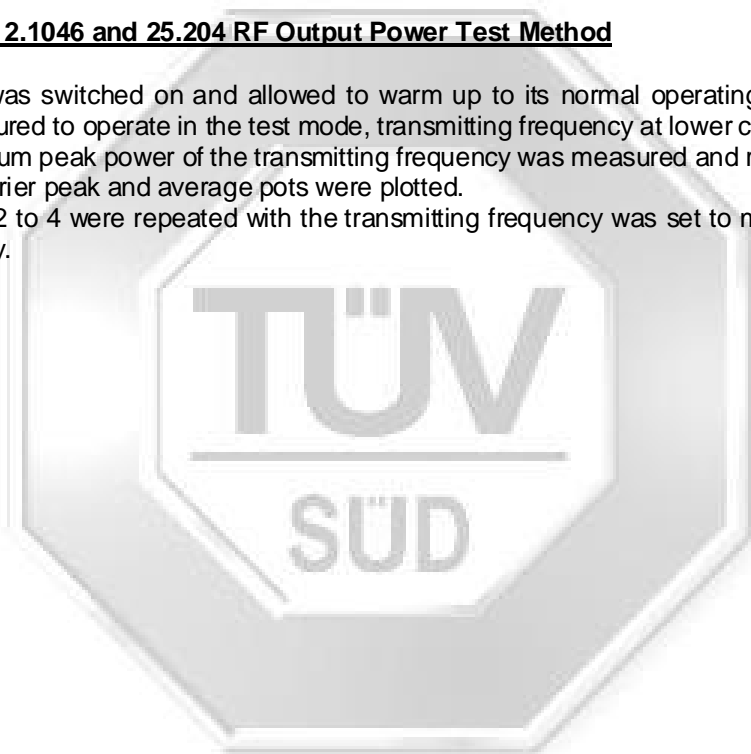 2.1046 and 25.204 RF Output Power Test Method
was switched on and allowed to warm up to its normal operating
to operate in the test mode, transmitting frequency at lower
peak power of the transmitting frequency was measured and
peak and average pots were plotted.
2 to 4 were repeated with the transmitting frequency was set to
TÜV
SÜD